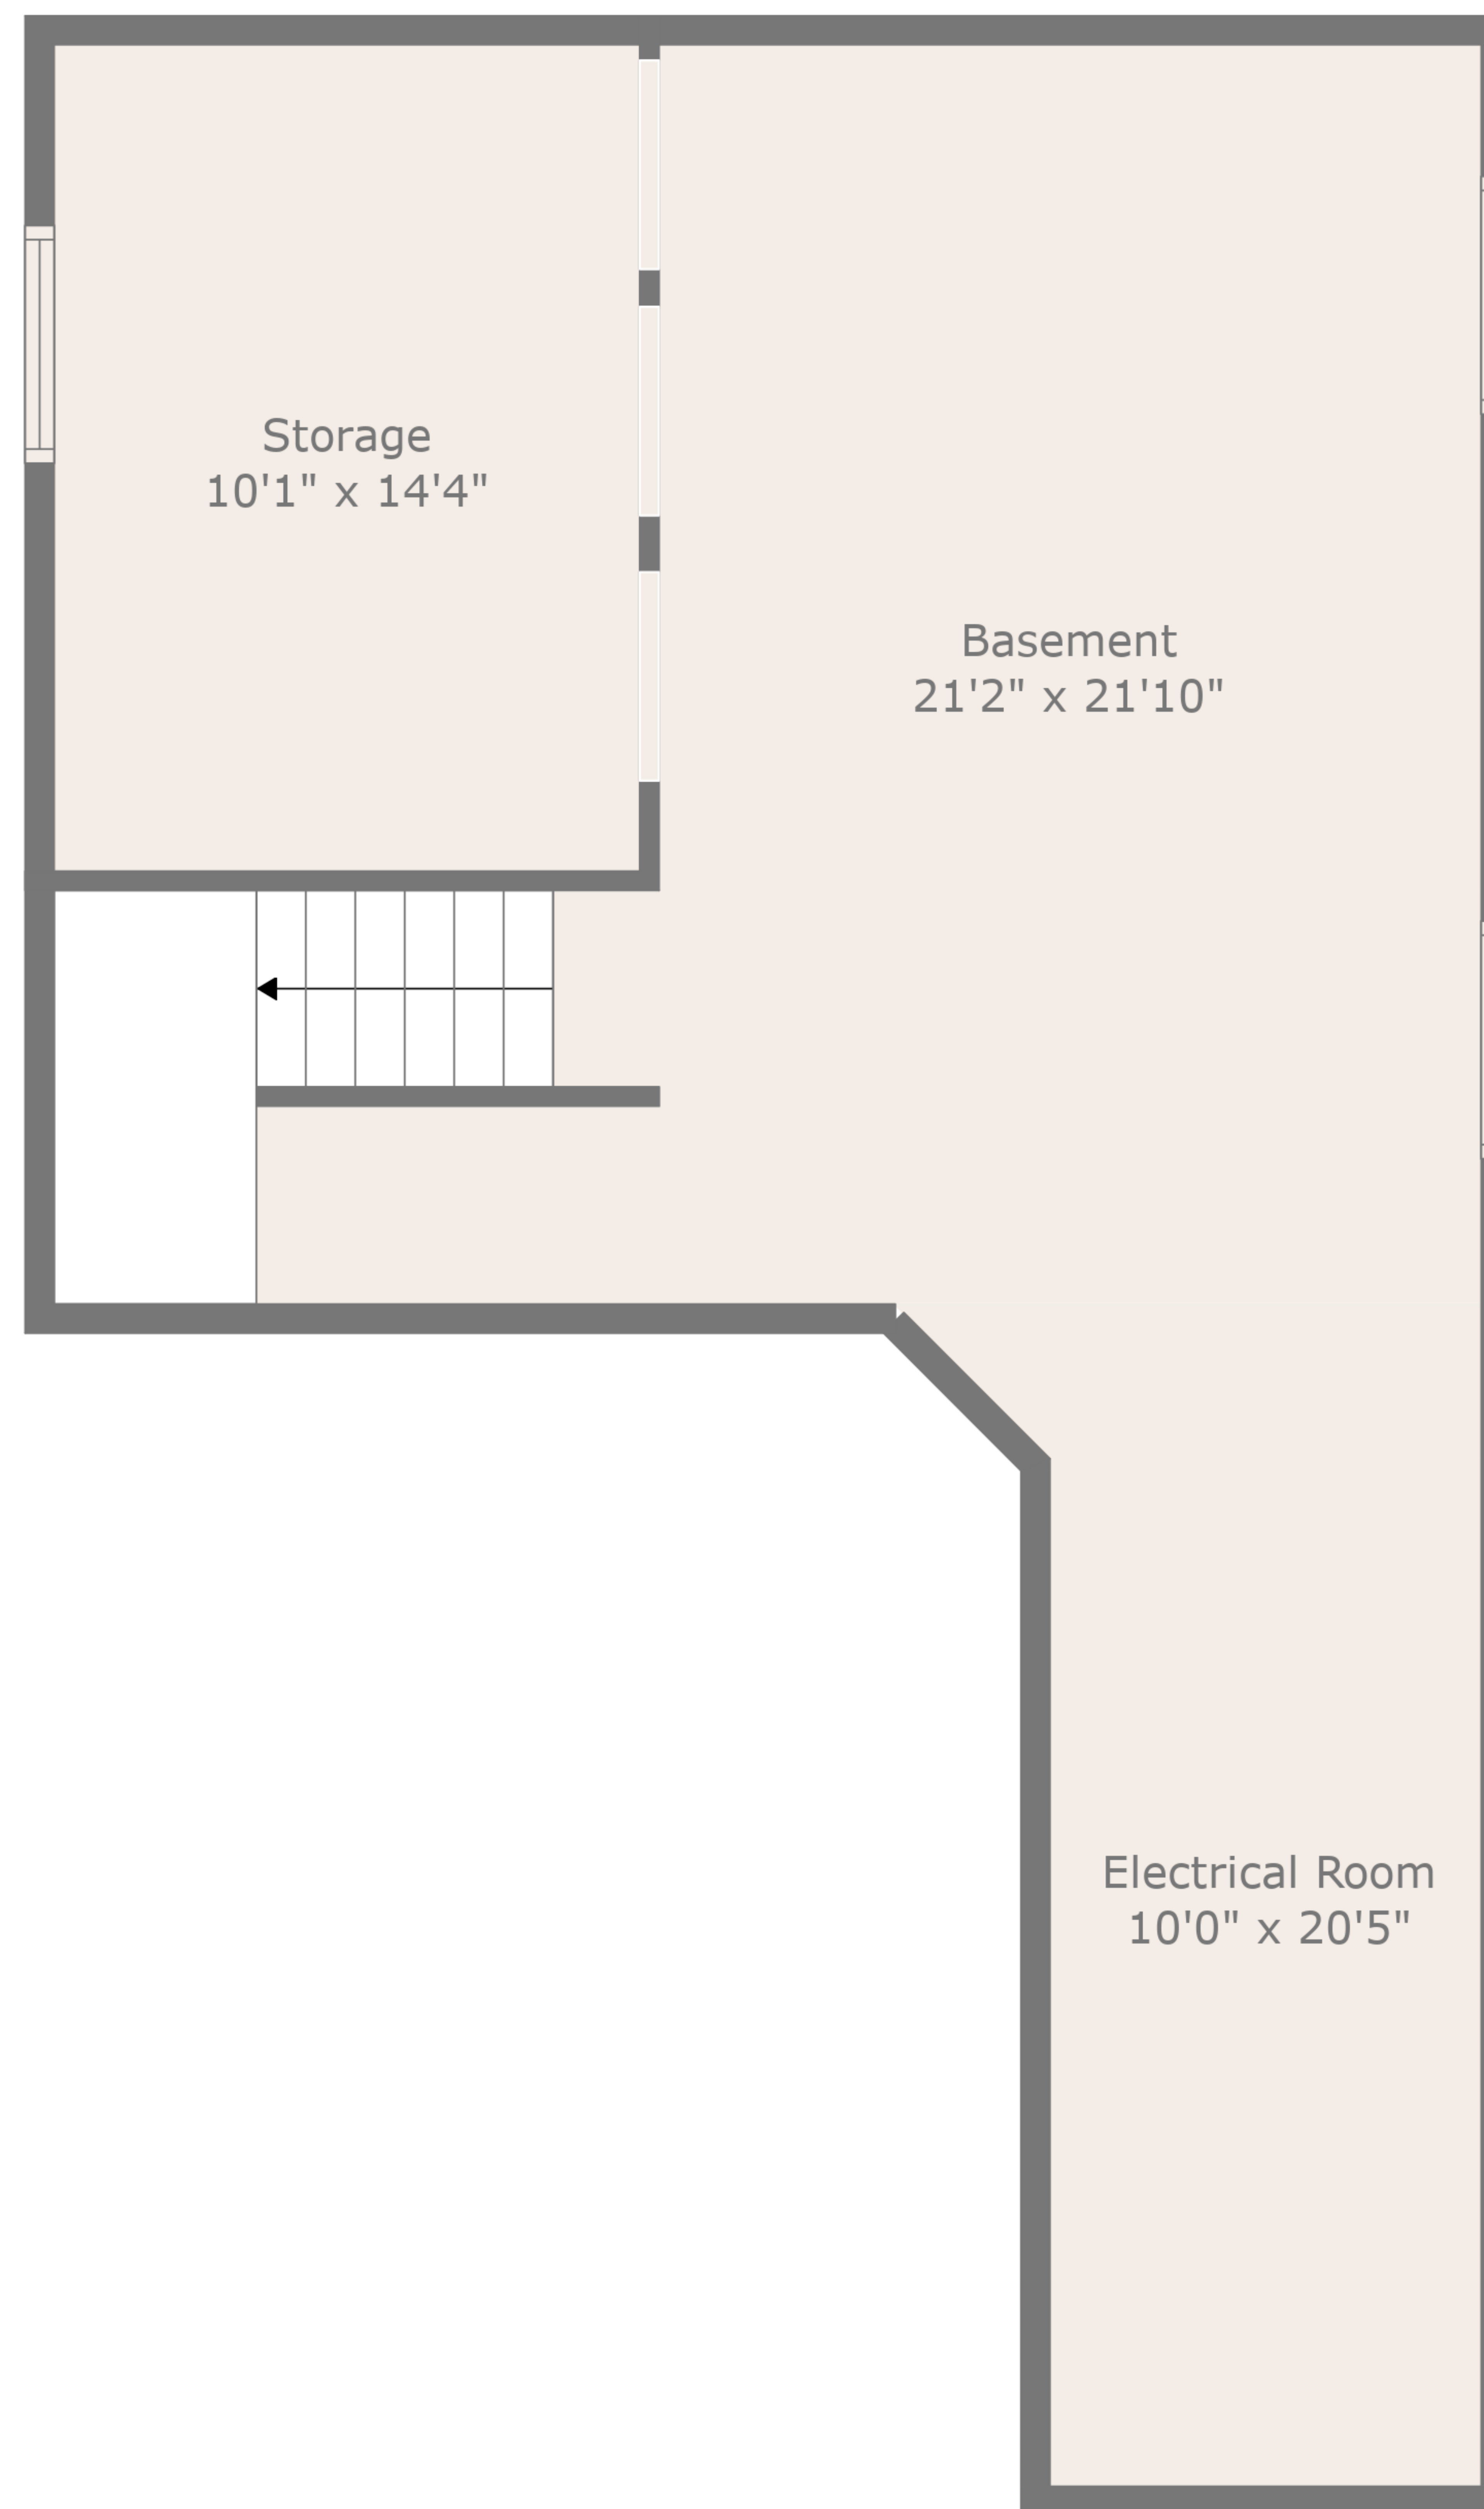 Storage
10'1" x 14'4"
Basement
21'2" x 21'10"
Electrical Room
10'0" x 20'5"